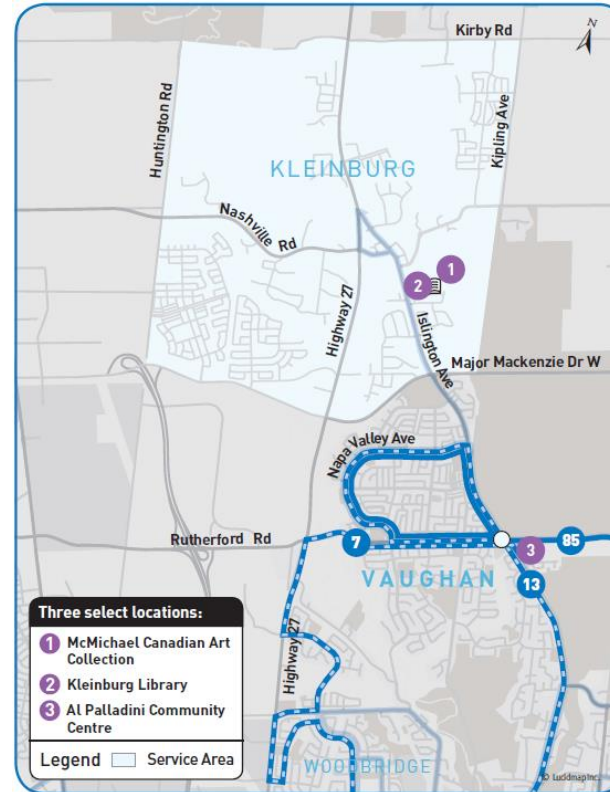 Kirby Rd
N
Huntington Rd
Kipling Ave
KLEINBURG
Nashville Rd
1
2
Highway 27
Islington Ave
Major Mackenzie Dr W
Napa Valley Ave
Rutherford Rd
7
85
3
VAUGHAN
13
Three select locations:
1 McMichael Canadian Art
Collection
2 Kleinburg Library
3 Al Palladini Community
Centre
Legend Service Area
Highway 27
WOODBRIDGE
© Lucidmap Inc.